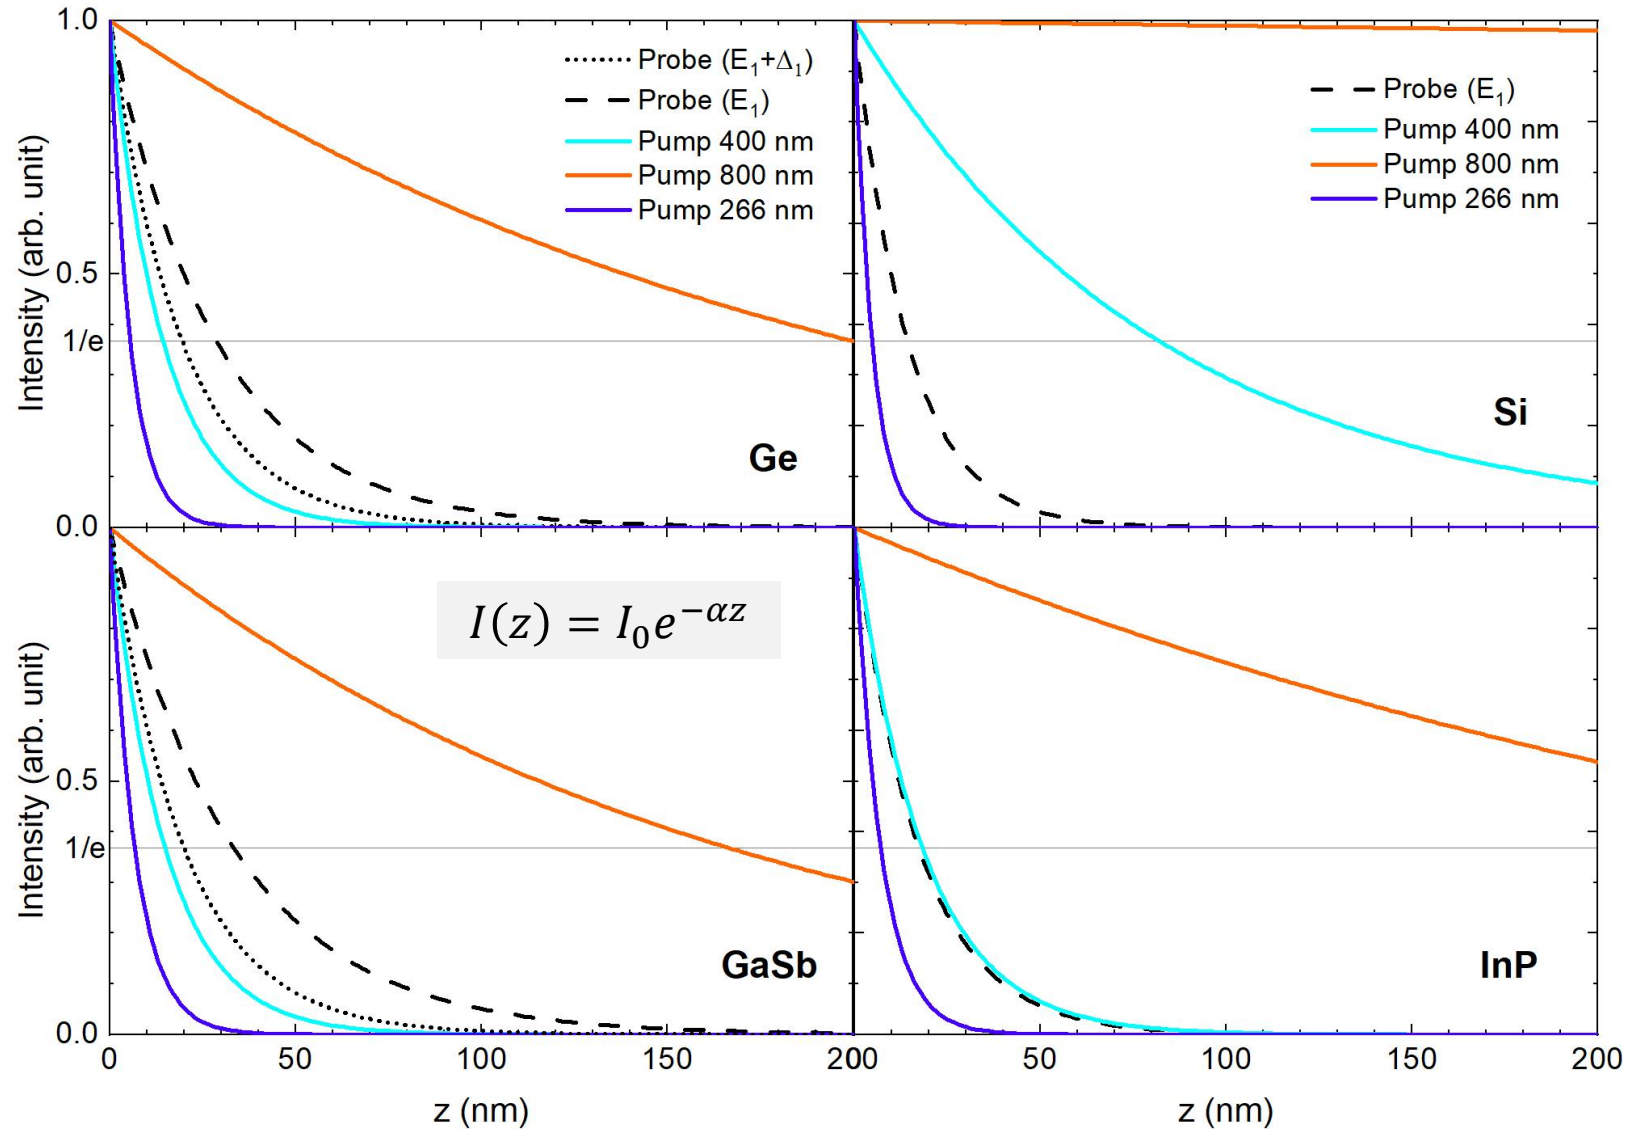 1.0
Intensity (arb. unit)
0.5
1/e
0.0
Probe (E₁+Δ₁)
Probe (E₁)
Pump 400 nm
Pump 800 nm
Pump 266 nm
Ge
Probe (E₁)
Pump 400 nm
Pump 800 nm
Pump 266 nm
Si
Intensity (arb. unit)
0.5
1/e
0.0
I(z) = I₀e^{−αz}
GaSb
InP
0 50 100 150 200 50 100 150 200
z (nm) z (nm)